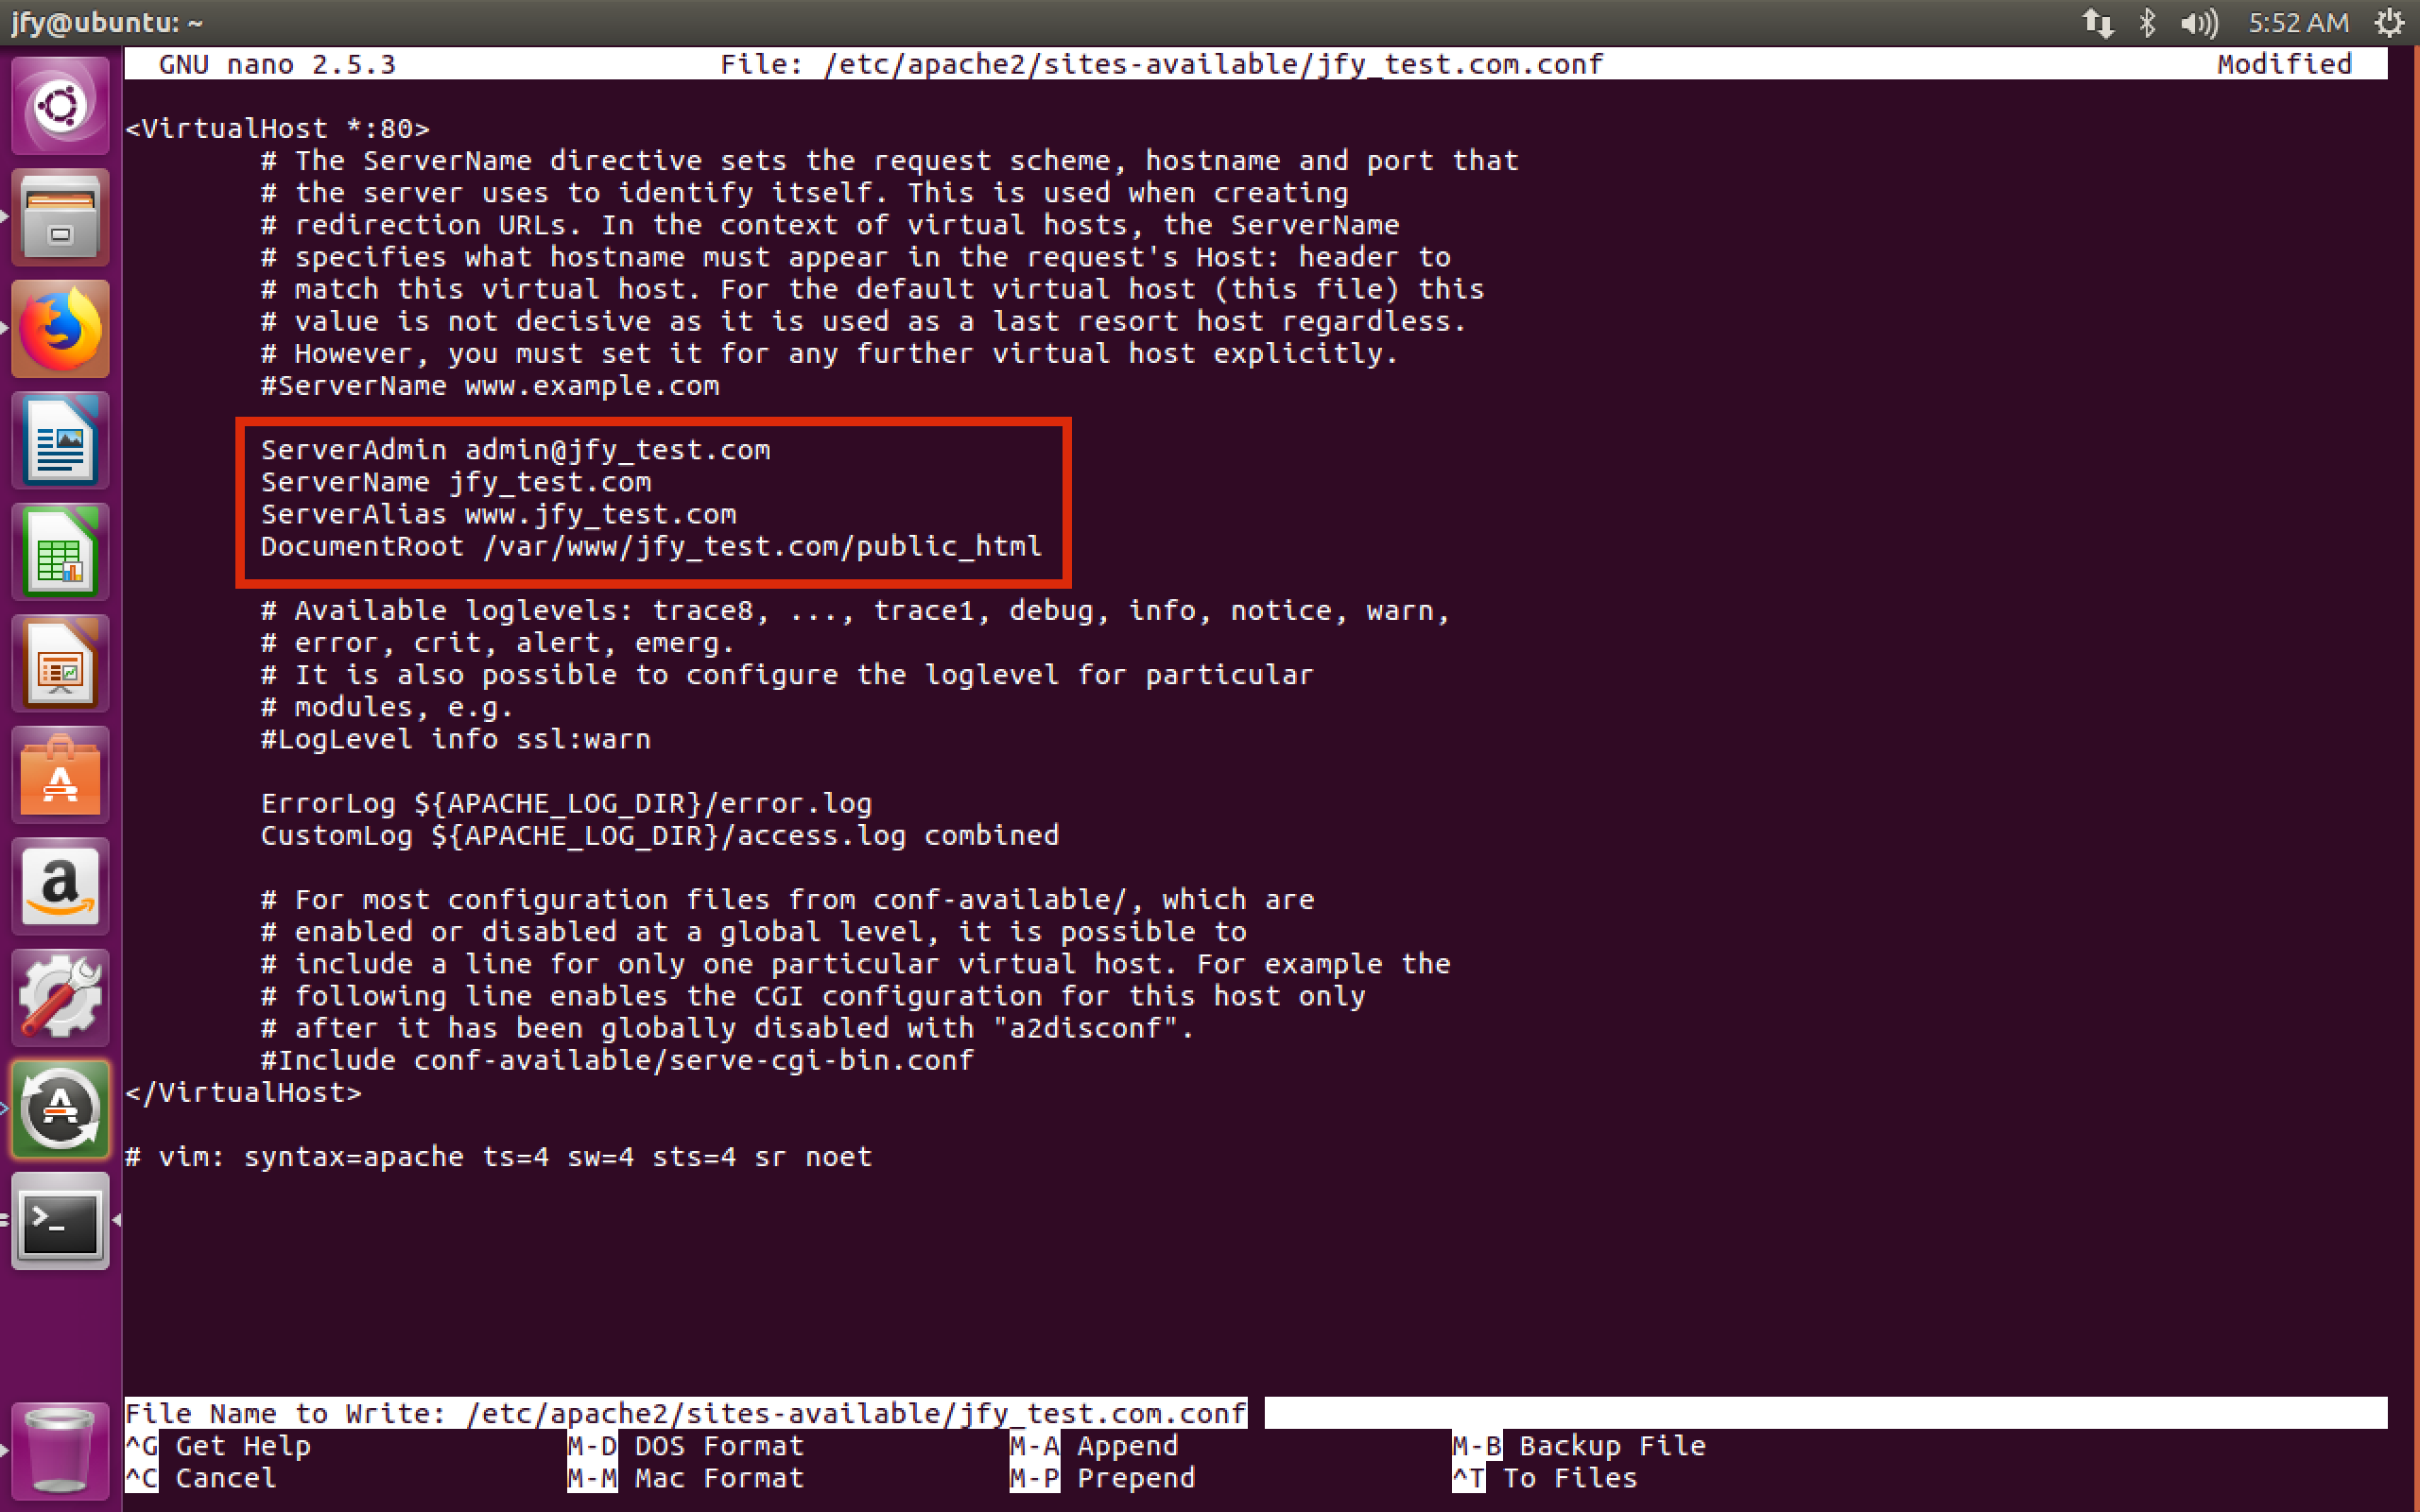 jfy@ubuntu: ~
5:52 AM
GNU nano 2.5.3 File: /etc/apache2/sites-available/jfy_test.com.conf Modified
<VirtualHost *:80>
# The ServerName directive sets the request scheme, hostname and port that
# the server uses to identify itself. This is used when creating
# redirection URLs. In the context of virtual hosts, the ServerName
# specifies what hostname must appear in the request's Host: header to
# match this virtual host. For the default virtual host (this file) this
# value is not decisive as it is used as a last resort host regardless.
# However, you must set it for any further virtual host explicitly.
#ServerName www.example.com
ServerAdmin admin@jfy_test.com
ServerName jfy_test.com
ServerAlias www.jfy_test.com
DocumentRoot /var/www/jfy_test.com/public_html
# Available loglevels: trace8, ..., trace1, debug, info, notice, warn,
# error, crit, alert, emerg.
# It is also possible to configure the loglevel for particular
# modules, e.g.
#LogLevel info ssl:warn
ErrorLog ${APACHE_LOG_DIR}/error.log
CustomLog ${APACHE_LOG_DIR}/access.log combined
# For most configuration files from conf-available/, which are
# enabled or disabled at a global level, it is possible to
# include a line for only one particular virtual host. For example the
# following line enables the CGI configuration for this host only
# after it has been globally disabled with "a2disconf".
#Include conf-available/serve-cgi-bin.conf
</VirtualHost>
# vim: syntax=apache ts=4 sw=4 sts=4 sr noet
File Name to Write: /etc/apache2/sites-available/jfy_test.com.conf
^G Get Help M-D DOS Format M-A Append M-B Backup File
^C Cancel M-M Mac Format M-P Prepend ^T To Files